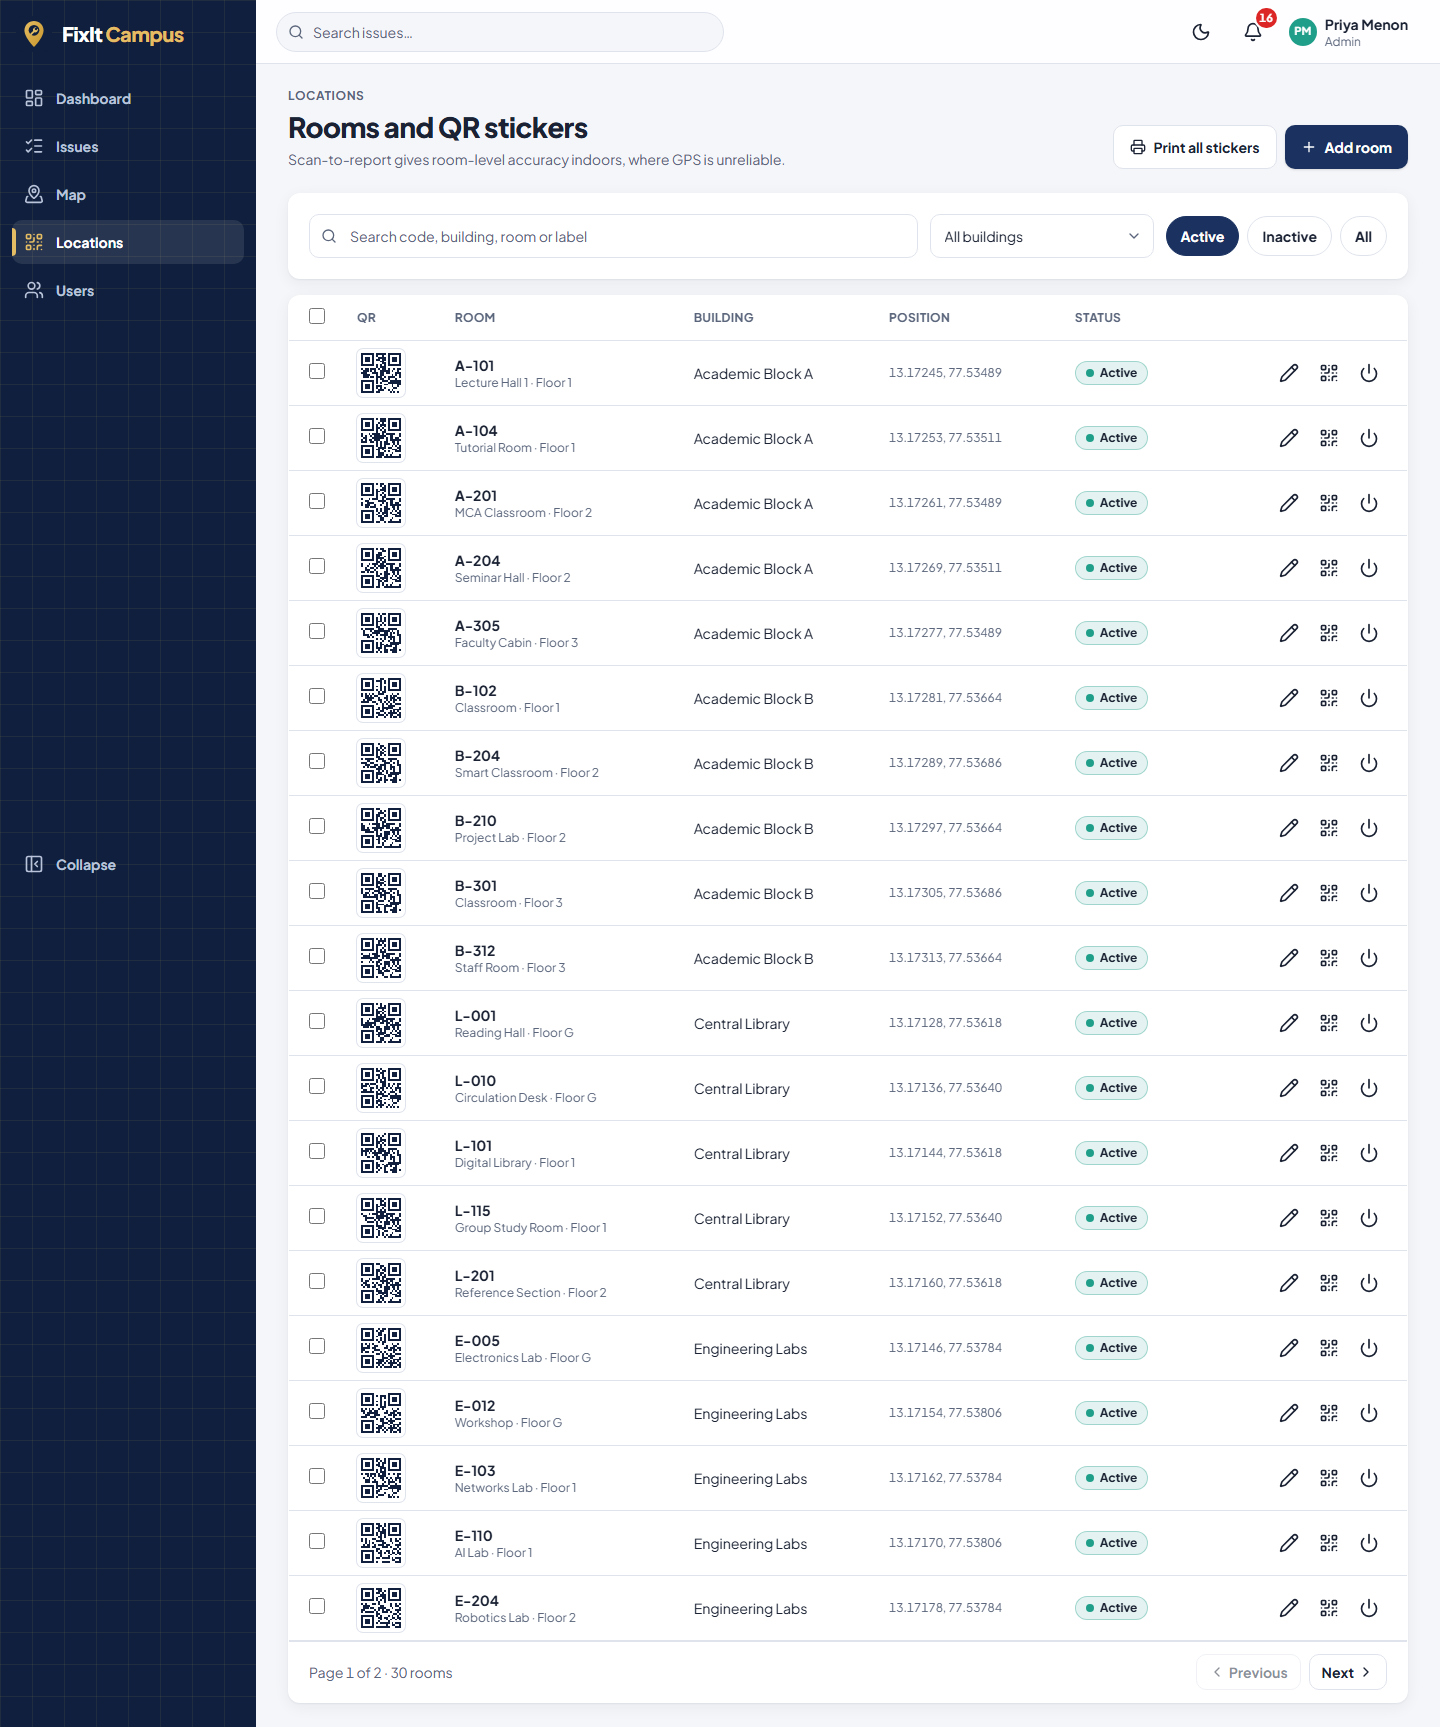 FixIt Campus
Search issues...
16
PM
Priya Menon
Admin
Dashboard
Issues
Map
Locations
Users
Collapse
LOCATIONS
Rooms and QR stickers
Scan-to-report gives room-level accuracy indoors, where GPS is unreliable.
Print all stickers
Add room
Search code, building, room or label
All buildings
Active
Inactive
All
QR ROOM BUILDING POSITION STATUS
A-101
Lecture Hall 1 · Floor 1
Academic Block A
13.17245, 77.53489
Active
A-104
Tutorial Room · Floor 1
Academic Block A
13.17253, 77.53511
Active
A-201
MCA Classroom · Floor 2
Academic Block A
13.17261, 77.53489
Active
A-204
Seminar Hall · Floor 2
Academic Block A
13.17269, 77.53511
Active
A-305
Faculty Cabin · Floor 3
Academic Block A
13.17277, 77.53489
Active
B-102
Classroom · Floor 1
Academic Block B
13.17281, 77.53664
Active
B-204
Smart Classroom · Floor 2
Academic Block B
13.17289, 77.53686
Active
B-210
Project Lab · Floor 2
Academic Block B
13.17297, 77.53664
Active
B-301
Classroom · Floor 3
Academic Block B
13.17305, 77.53686
Active
B-312
Staff Room · Floor 3
Academic Block B
13.17313, 77.53664
Active
L-001
Reading Hall · Floor G
Central Library
13.17128, 77.53618
Active
L-010
Circulation Desk · Floor G
Central Library
13.17136, 77.53640
Active
L-101
Digital Library · Floor 1
Central Library
13.17144, 77.53618
Active
L-115
Group Study Room · Floor 1
Central Library
13.17152, 77.53640
Active
L-201
Reference Section · Floor 2
Central Library
13.17160, 77.53618
Active
E-005
Electronics Lab · Floor G
Engineering Labs
13.17146, 77.53784
Active
E-012
Workshop · Floor G
Engineering Labs
13.17154, 77.53806
Active
E-103
Networks Lab · Floor 1
Engineering Labs
13.17162, 77.53784
Active
E-110
AI Lab · Floor 1
Engineering Labs
13.17170, 77.53806
Active
E-204
Robotics Lab · Floor 2
Engineering Labs
13.17178, 77.53784
Active
Page 1 of 2 · 30 rooms
Previous
Next